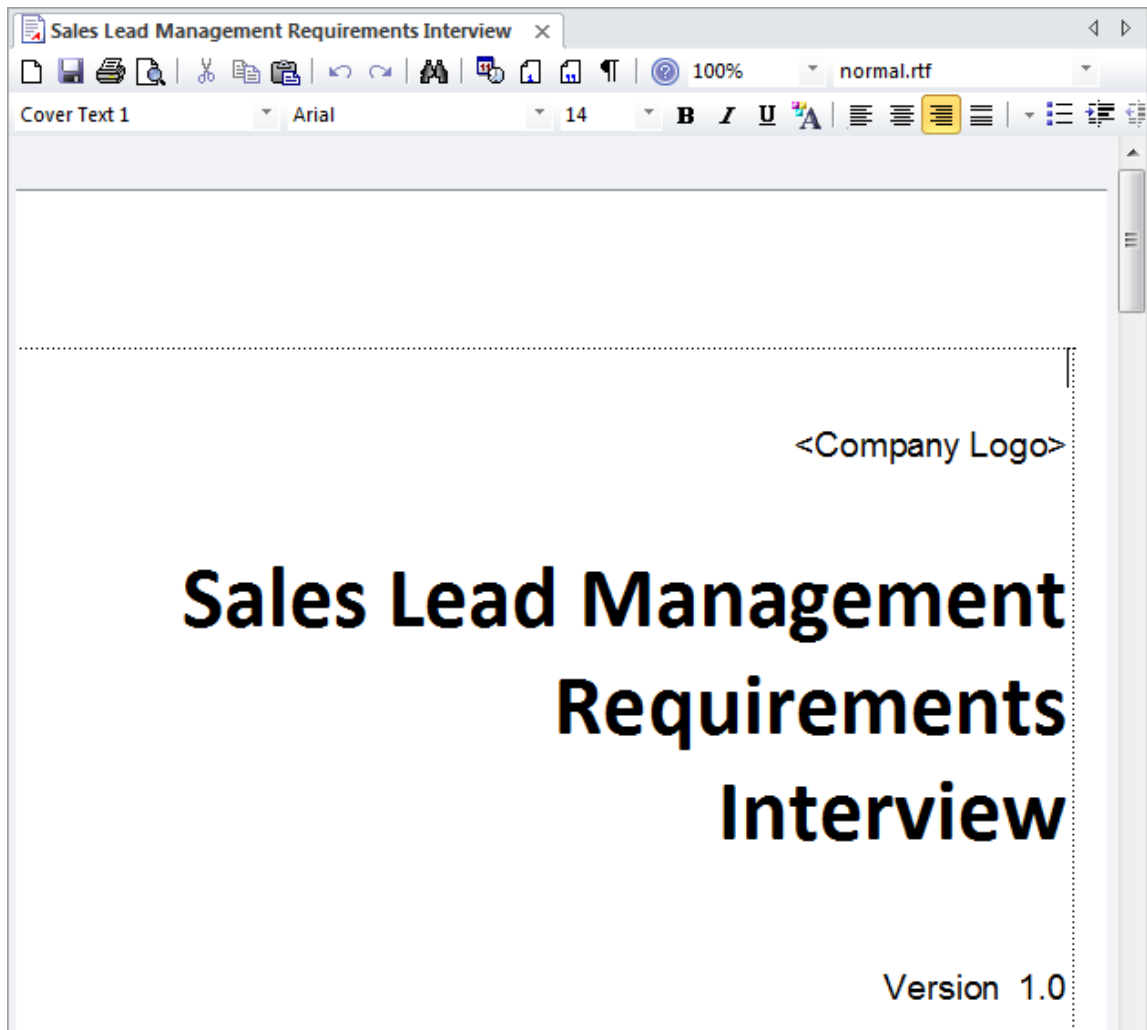 Sales Lead Management Requirements Interview
100% normal.rtf
Cover Text 1 Arial 14 B I U A
<Company Logo>
Sales Lead Management
Requirements
Interview
Version 1.0